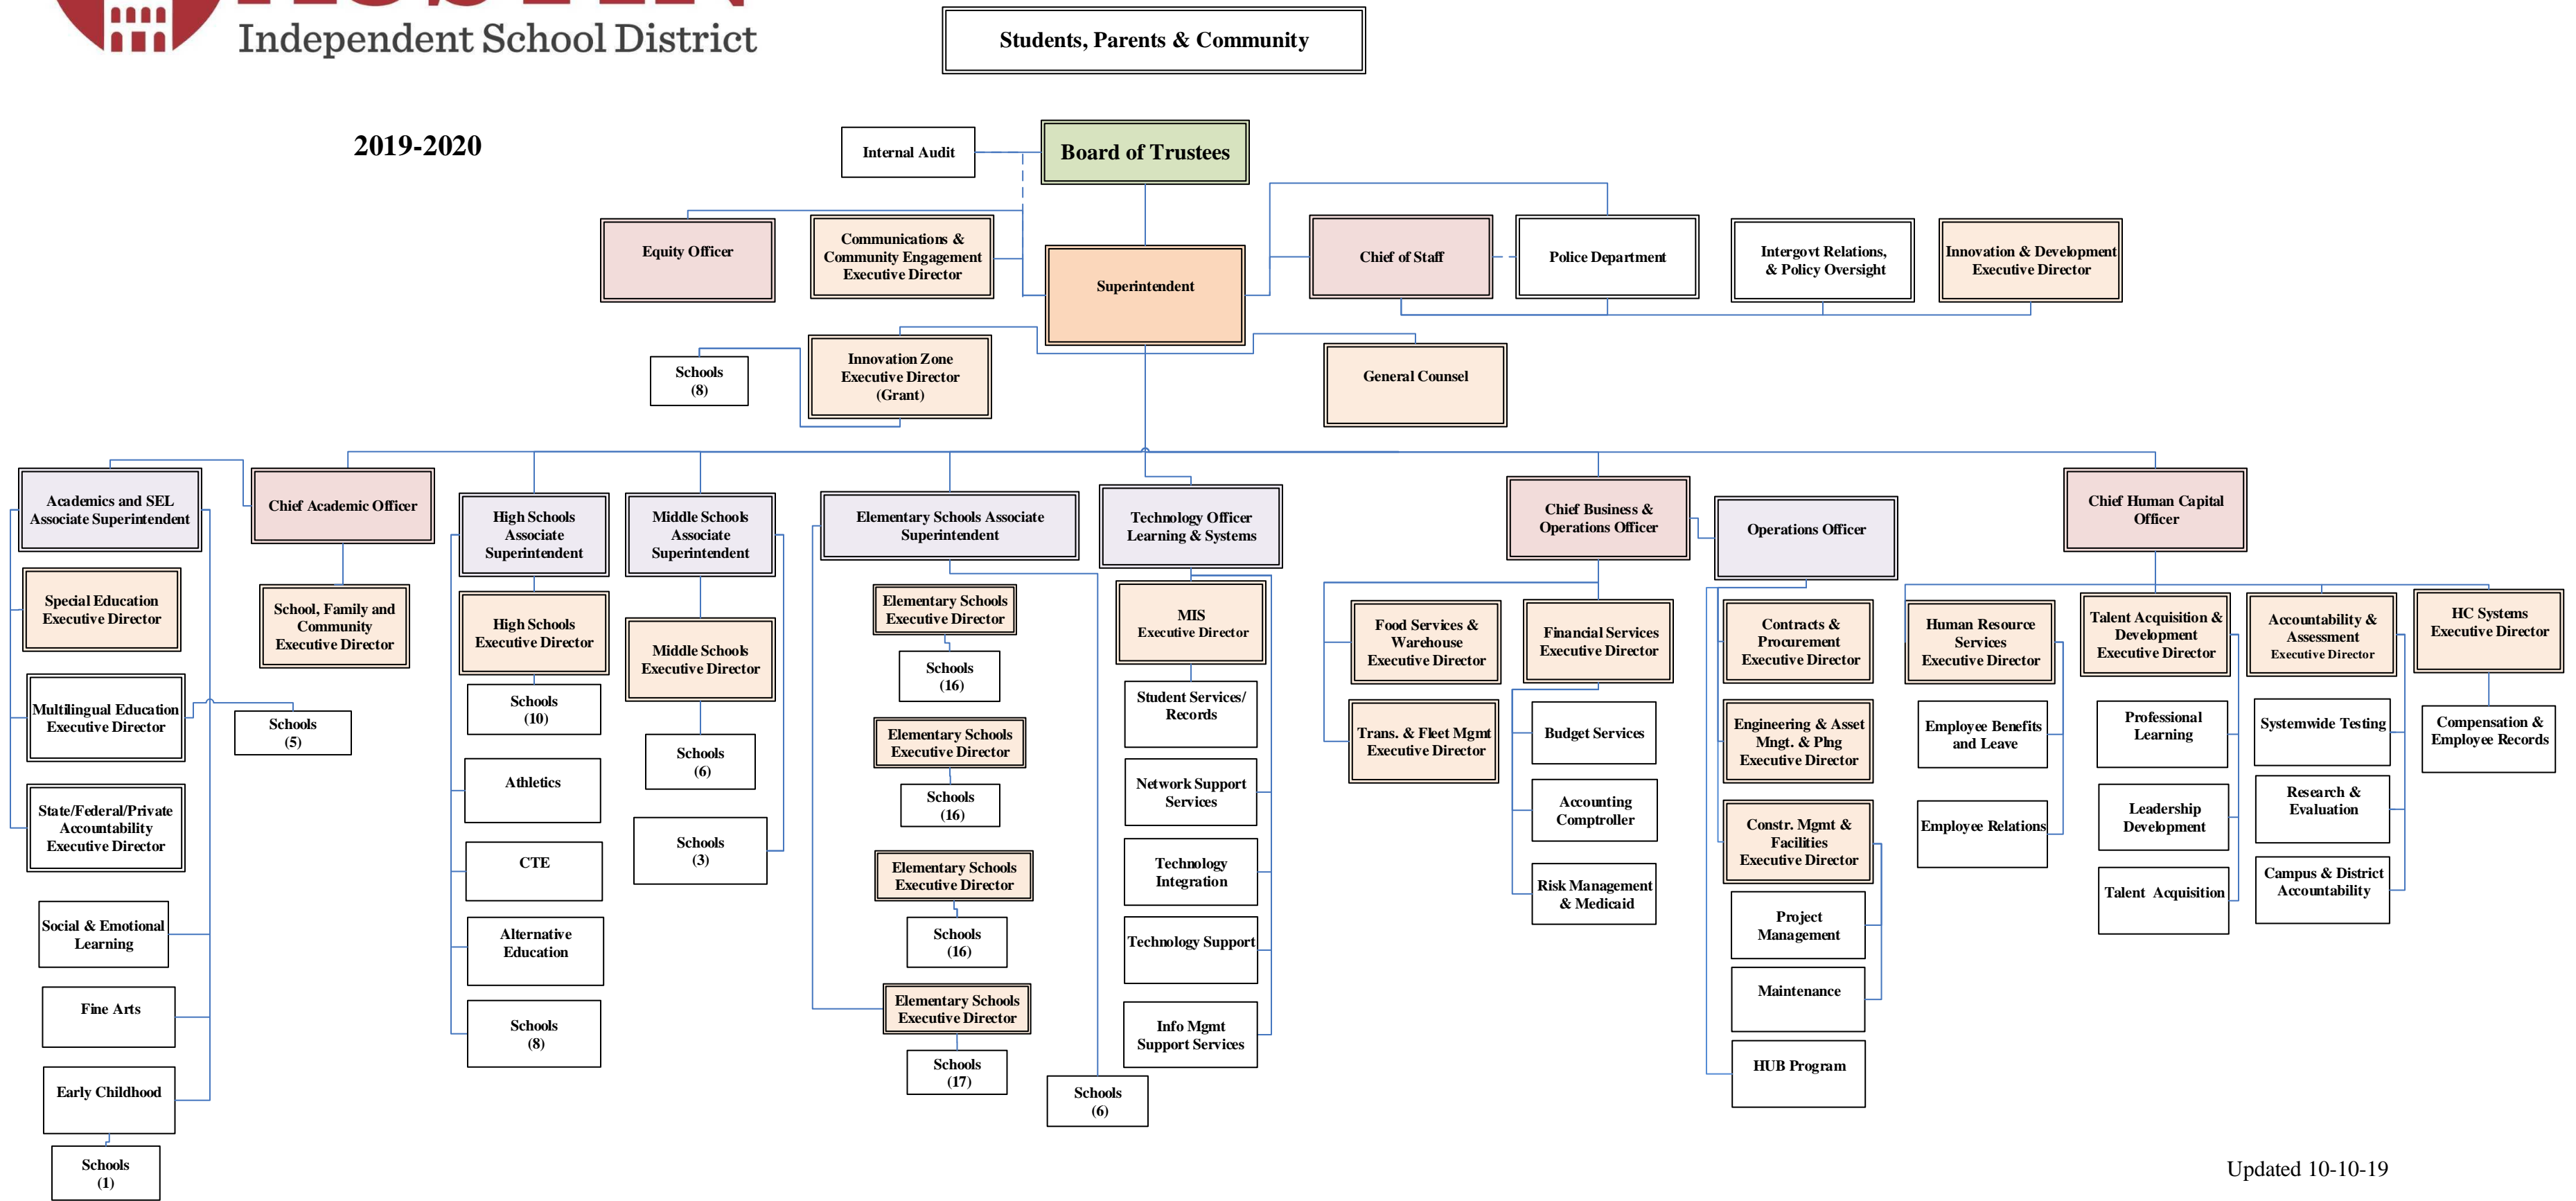 Independent School District
Students, Parents & Community
2019-2020
Internal Audit
Board of Trustees
Equity Officer
Communications &
Community Engagement
Executive Director
Superintendent
Chief of Staff
Police Department
Intergovt Relations,
& Policy Oversight
Innovation & Development
Executive Director
Schools
(8)
Innovation Zone
Executive Director
(Grant)
General Counsel
Academics and SEL
Associate Superintendent
Special Education
Executive Director
Multilingual Education
Executive Director
Schools
(5)
State/Federal/Private
Accountability
Executive Director
Social & Emotional
Learning
Fine Arts
Early Childhood
Schools
(1)
Chief Academic Officer
School, Family and
Community
Executive Director
High Schools
Associate
Superintendent
High Schools
Executive Director
Schools
(10)
Athletics
CTE
Alternative
Education
Schools
(8)
Middle Schools
Associate
Superintendent
Middle Schools
Executive Director
Schools
(6)
Schools
(3)
Elementary Schools Associate
Superintendent
Elementary Schools
Executive Director
Schools
(16)
Elementary Schools
Executive Director
Schools
(16)
Elementary Schools
Executive Director
Schools
(16)
Elementary Schools
Executive Director
Schools
(17)
Schools
(6)
Technology Officer
Learning & Systems
MIS
Executive Director
Student Services/
Records
Network Support
Services
Technology
Integration
Technology Support
Info Mgmt
Support Services
Chief Business &
Operations Officer
Food Services &
Warehouse
Executive Director
Trans. & Fleet Mgmt
Executive Director
Financial Services
Executive Director
Budget Services
Accounting
Comptroller
Risk Management
& Medicaid
Operations Officer
Contracts &
Procurement
Executive Director
Engineering & Asset
Mngt. & Plng
Executive Director
Constr. Mgmt &
Facilities
Executive Director
Project
Management
Maintenance
HUB Program
Chief Human Capital
Officer
Human Resource
Services
Executive Director
Employee Benefits
and Leave
Employee Relations
Talent Acquisition &
Development
Executive Director
Professional
Learning
Leadership
Development
Talent Acquisition
Accountability &
Assessment
Executive Director
Systemwide Testing
Research &
Evaluation
Campus & District
Accountability
HC Systems
Executive Director
Compensation &
Employee Records
Updated 10-10-19